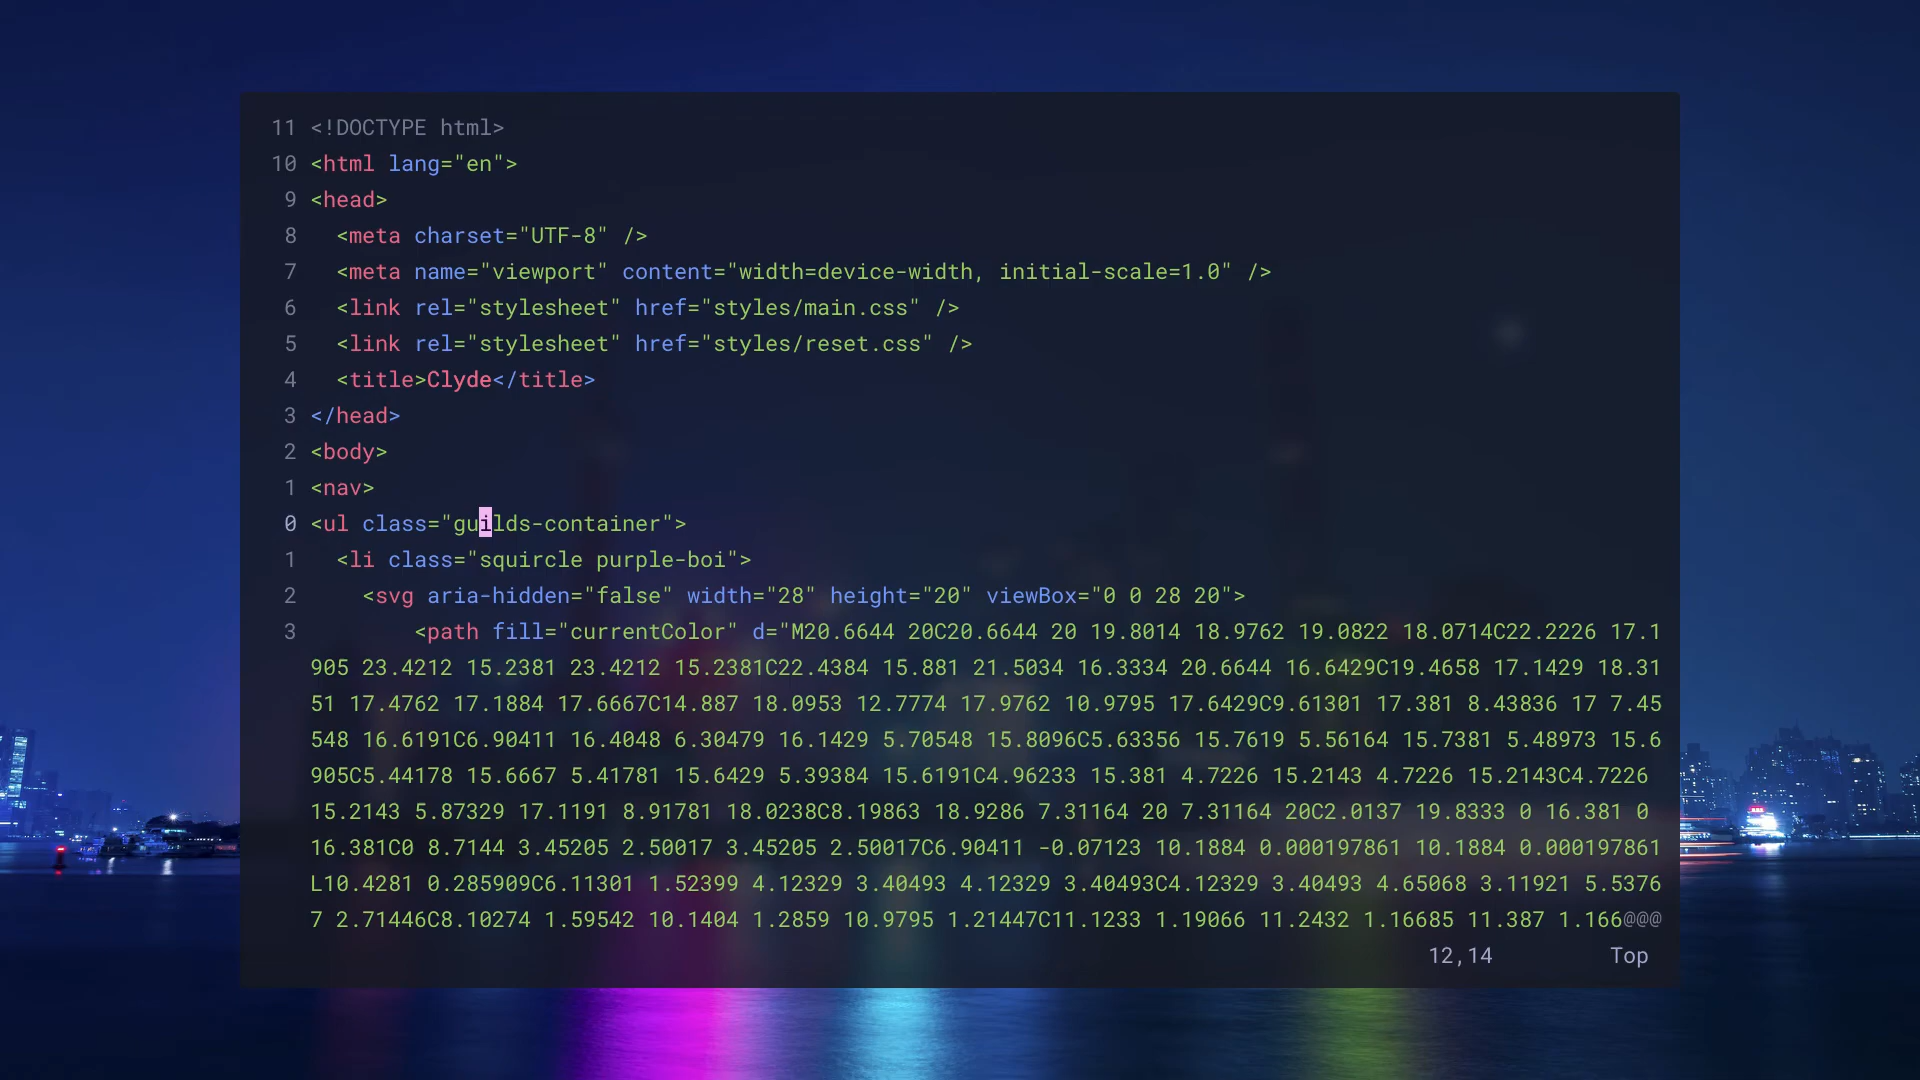 11 <!DOCTYPE html>
10 <html lang="en">
9 <head>
8 <meta charset="UTF-8" />
7 <meta name="viewport" content="width=device-width, initial-scale=1.0" />
6 <link rel="stylesheet" href="styles/main.css" />
5 <link rel="stylesheet" href="styles/reset.css" />
4 <title>Clyde</title>
3 </head>
2 <body>
1 <nav>
0 <ul class="guilds-container">
1 <li class="squircle purple-boi">
2 <svg aria-hidden="false" width="28" height="20" viewBox="0 0 28 20">
3 <path fill="currentColor" d="M20.6644 20C20.6644 20 19.8014 18.9762 19.0822 18.0714C22.2226 17.1
905 23.4212 15.2381 23.4212 15.2381C22.4384 15.881 21.5034 16.3334 20.6644 16.6429C19.4658 17.1429 18.31
51 17.4762 17.1884 17.6667C14.887 18.0953 12.7774 17.9762 10.9795 17.6429C9.61301 17.381 8.43836 17 7.45
548 16.6191C6.90411 16.4048 6.30479 16.1429 5.70548 15.8096C5.63356 15.7619 5.56164 15.7381 5.48973 15.6
905C5.44178 15.6667 5.41781 15.6429 5.39384 15.6191C4.96233 15.381 4.7226 15.2143 4.7226 15.2143C4.7226
15.2143 5.87329 17.1191 8.91781 18.0238C8.19863 18.9286 7.31164 20 7.31164 20C2.0137 19.8333 0 16.381 0
16.381C0 8.7144 3.45205 2.50017 3.45205 2.50017C6.90411 -0.07123 10.1884 0.000197861 10.1884 0.000197861
L10.4281 0.285909C6.11301 1.52399 4.12329 3.40493 4.12329 3.40493C4.12329 3.40493 4.65068 3.11921 5.5376
7 2.71446C8.10274 1.59542 10.1404 1.2859 10.9795 1.21447C11.1233 1.19066 11.2432 1.16685 11.387 1.166@@@
12,14 Top